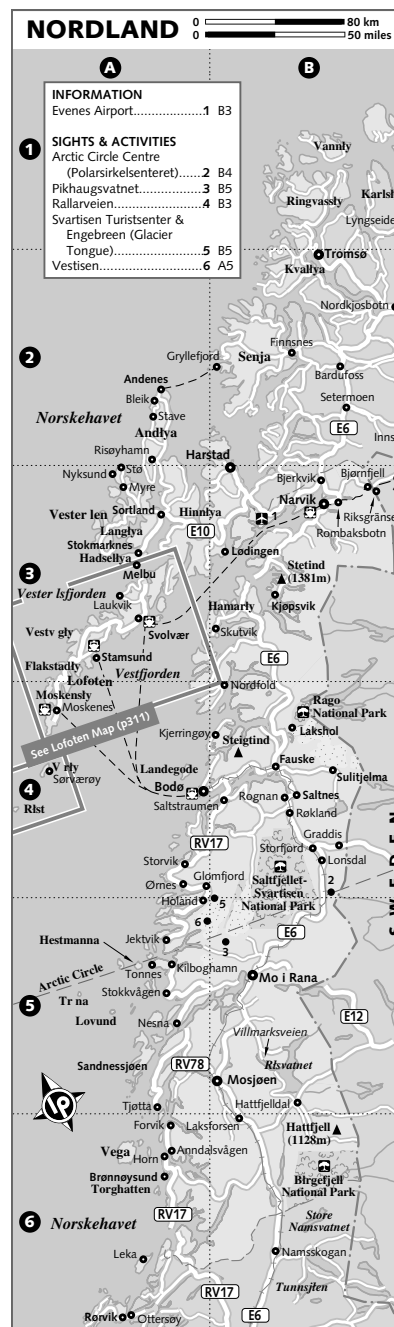 NORDLAND
0 80 km
0 50 miles
A B
INFORMATION
Evenes Airport.....................1 B3
SIGHTS & ACTIVITIES
Arctic Circle Centre
(Polarsirkelsenteret)........2 B4
Pikhaugsvatnet...................3 B5
Rallarveien..........................4 B3
Svartisen Turistsenter &
Engebreen (Glacier
Tongue)..........................5 B5
Vestisen..............................6 A5
1
Vannly
Ringvassly
Karlsh
Lyngseide
Tromsø
Kvallya
Nordkjosbotn
2
Finnsnes
Gryllefjord
Senja
Bardufoss
Andenes
Bleik
Setermoen
Norskehavet
Stave
Andlya
E6
Inns
Risøyhamn
Harstad
Stø
Nyksund
Bjerkvik
Bjørnfjell
Myre
Narvik
Vester len
Sortland
Hinnlya
1
Riksgränse
Langlya
E10
Rombaksbotn
Stokmarknes
Lødingen
Hadsellya
Stetind
(1381m)
3
Melbu
Vester lsfjorden
Laukvik
Hamarly
Kjøpsvik
Vestv gly
Svolvær
Skutvik
Flakstadly
Stamsund
Vestfjorden
E6
Lofoten
Moskensly
Nordfold
Rago
National Park
Moskenes
See Lofoten Map (p311)
Kjerringøy
Steigtind
Lakshol
V rly
Sørværøy
Landegode
Fauske
Sulitjelma
4
Bodø
Rognan
Saltnes
Rlst
Saltstraumen
Røkland
RV17
Graddis
Storfjord
Storvik
Lonsdal
Glomfjord
Saltfjellet-
Svartisen
National Park
Ørnes
2
SWEDEN
Holand
5
6
E6
Hestmanna
Jektvik
3
Arctic Circle
Tonnes
Kilboghamn
Mo i Rana
5
Tr na
Stokkvågen
Lovund
Nesna
E12
Villmarksveien
Sandnessjøen
RV78
Rlsvatnet
Mosjøen
Tjøtta
Hattfjelldal
Forvik
Laksforsen
Hattfjell
(1128m)
Vega
Anndalsvågen
Horn
Brønnøysund
Blrgefjell
National Park
Torghatten
6
Norskehavet
RV17
Store
Namsvatnet
Leka
Namsskogan
Tunnsjlen
RV17
Rørvik
Ottersøy
E6